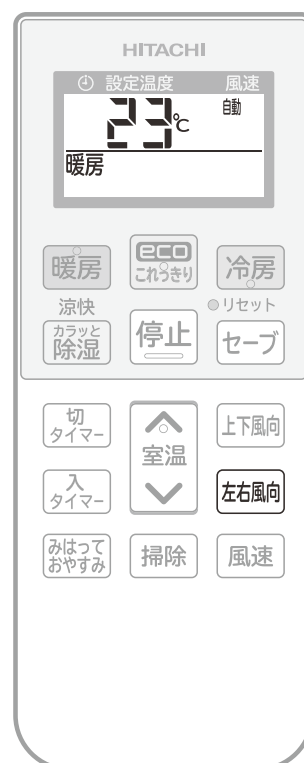 HITACHI
設定温度 風速
23℃ 自動
暖房
暖房 eco これっきり 冷房
涼快 カラッと 除湿 停止 リセット セーブ
切タイマー 室温 上下風向
入タイマー 左右風向
みはっておやすみ 掃除 風速